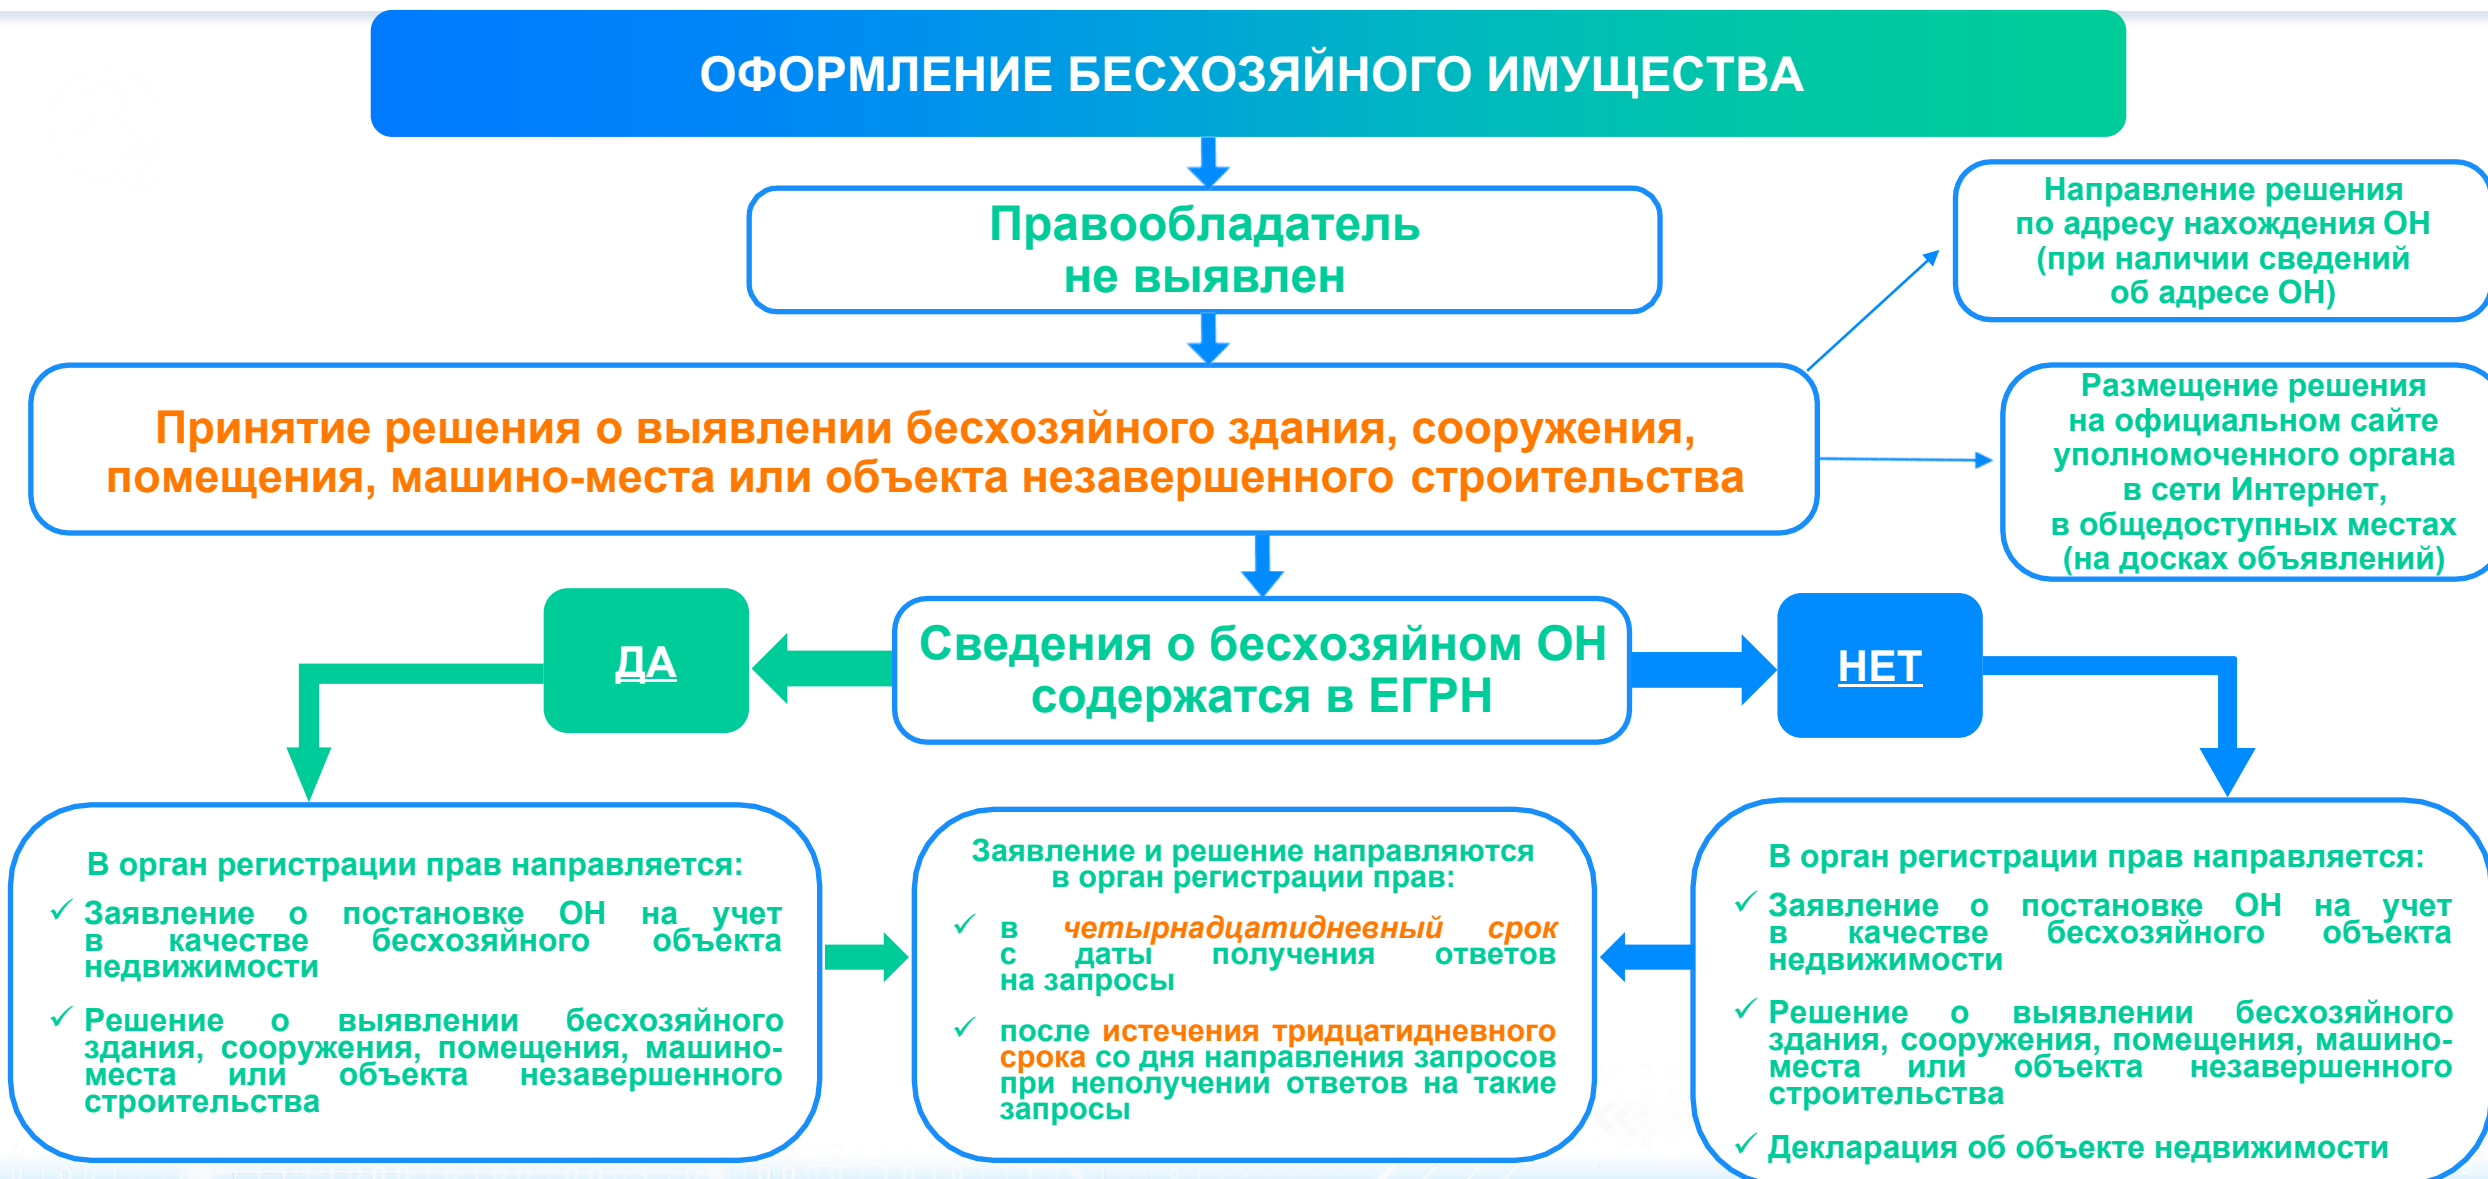 ОФОРМЛЕНИЕ БЕСХОЗЯЙНОГО ИМУЩЕСТВА
Правообладатель
не выявлен
Направление решения
по адресу нахождения ОН
(при наличии сведений
об адресе ОН)
Принятие решения о выявлении бесхозяйного здания, сооружения,
помещения, машино-места или объекта незавершенного строительства
Размещение решения
на официальном сайте
уполномоченного органа
в сети Интернет,
в общедоступных местах
(на досках объявлений)
ДА
Сведения о бесхозяйном ОН
содержатся в ЕГРН
НЕТ
В орган регистрации прав направляется:
✓ Заявление о постановке ОН на учет
в качестве бесхозяйного объекта
недвижимости
✓ Решение о выявлении бесхозяйного
здания, сооружения, помещения, машино-
места или объекта незавершенного
строительства
Заявление и решение направляются
в орган регистрации прав:
✓ в четырнадцатидневный срок
с даты получения ответов
на запросы
✓ после истечения тридцатидневного
срока со дня направления запросов
при неполучении ответов на такие
запросы
В орган регистрации прав направляется:
✓ Заявление о постановке ОН на учет
в качестве бесхозяйного объекта
недвижимости
✓ Решение о выявлении бесхозяйного
здания, сооружения, помещения, машино-
места или объекта незавершенного
строительства
✓ Декларация об объекте недвижимости